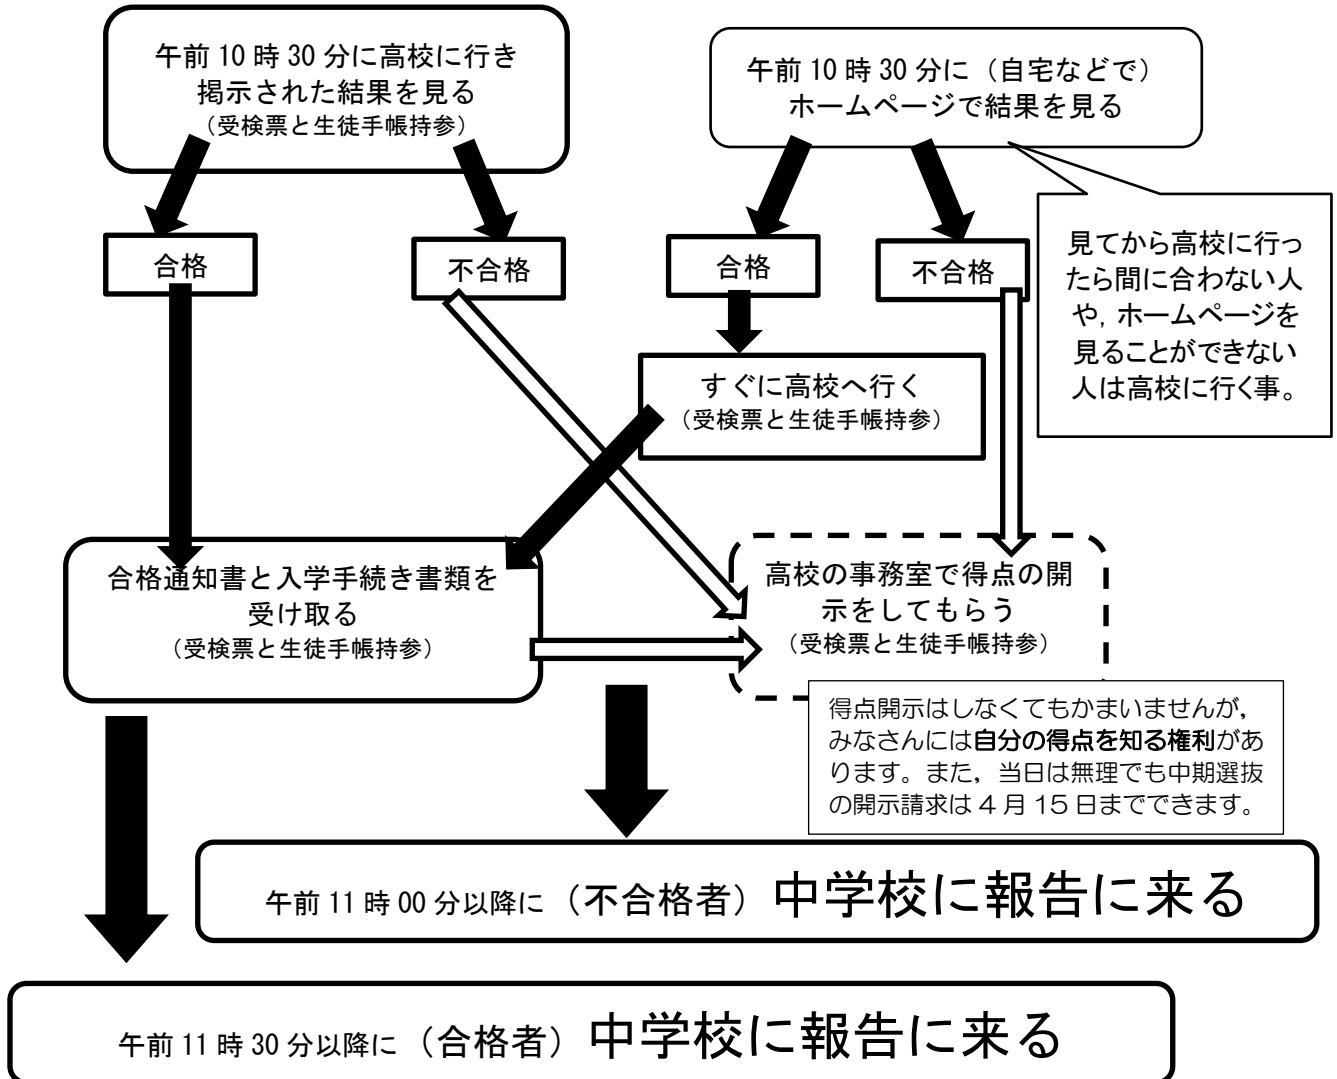 午前 10 時 30 分に高校に行き
掲示された結果を見る
（受検票と生徒手帳持参）
午前 10 時 30 分に（自宅などで）
ホームページで結果を見る
合格
不合格
合格
不合格
見てから高校に行っ
たら間に合わない人
や，ホームページを
見ることができない
人は高校に行く事。
すぐに高校へ行く
（受検票と生徒手帳持参）
合格通知書と入学手続き書類を
受け取る
（受検票と生徒手帳持参）
高校の事務室で得点の開
示をしてもらう
（受検票と生徒手帳持参）
得点開示はしなくてもかまいませんが，
みなさんには自分の得点を知る権利があ
ります。また，当日は無理でも中期選抜
の開示請求は 4 月 15 日までできます。
午前 11 時 00 分以降に（不合格者）中学校に報告に来る
午前 11 時 30 分以降に（合格者）中学校に報告に来る